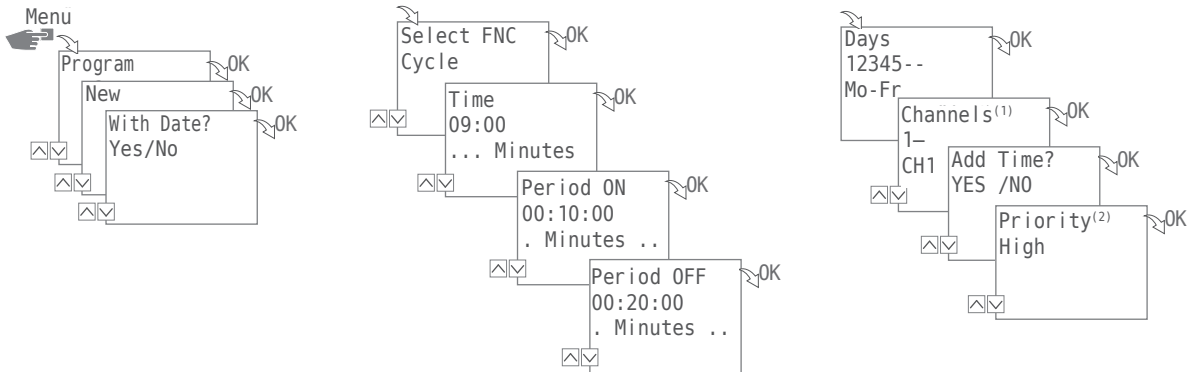 Menü
Program
OK
New
OK
With Date?
Yes/No
OK
Select FNC
Cycle
OK
Time
09:00
... Minutes
OK
Period ON
00:10:00
. Minutes ..
OK
Period OFF
00:20:00
. Minutes ..
OK
Days
12345--
Mo-Fr
OK
Channels(1)
1–
CH1
OK
Add Time?
YES /NO
OK
Priority(2)
High
OK